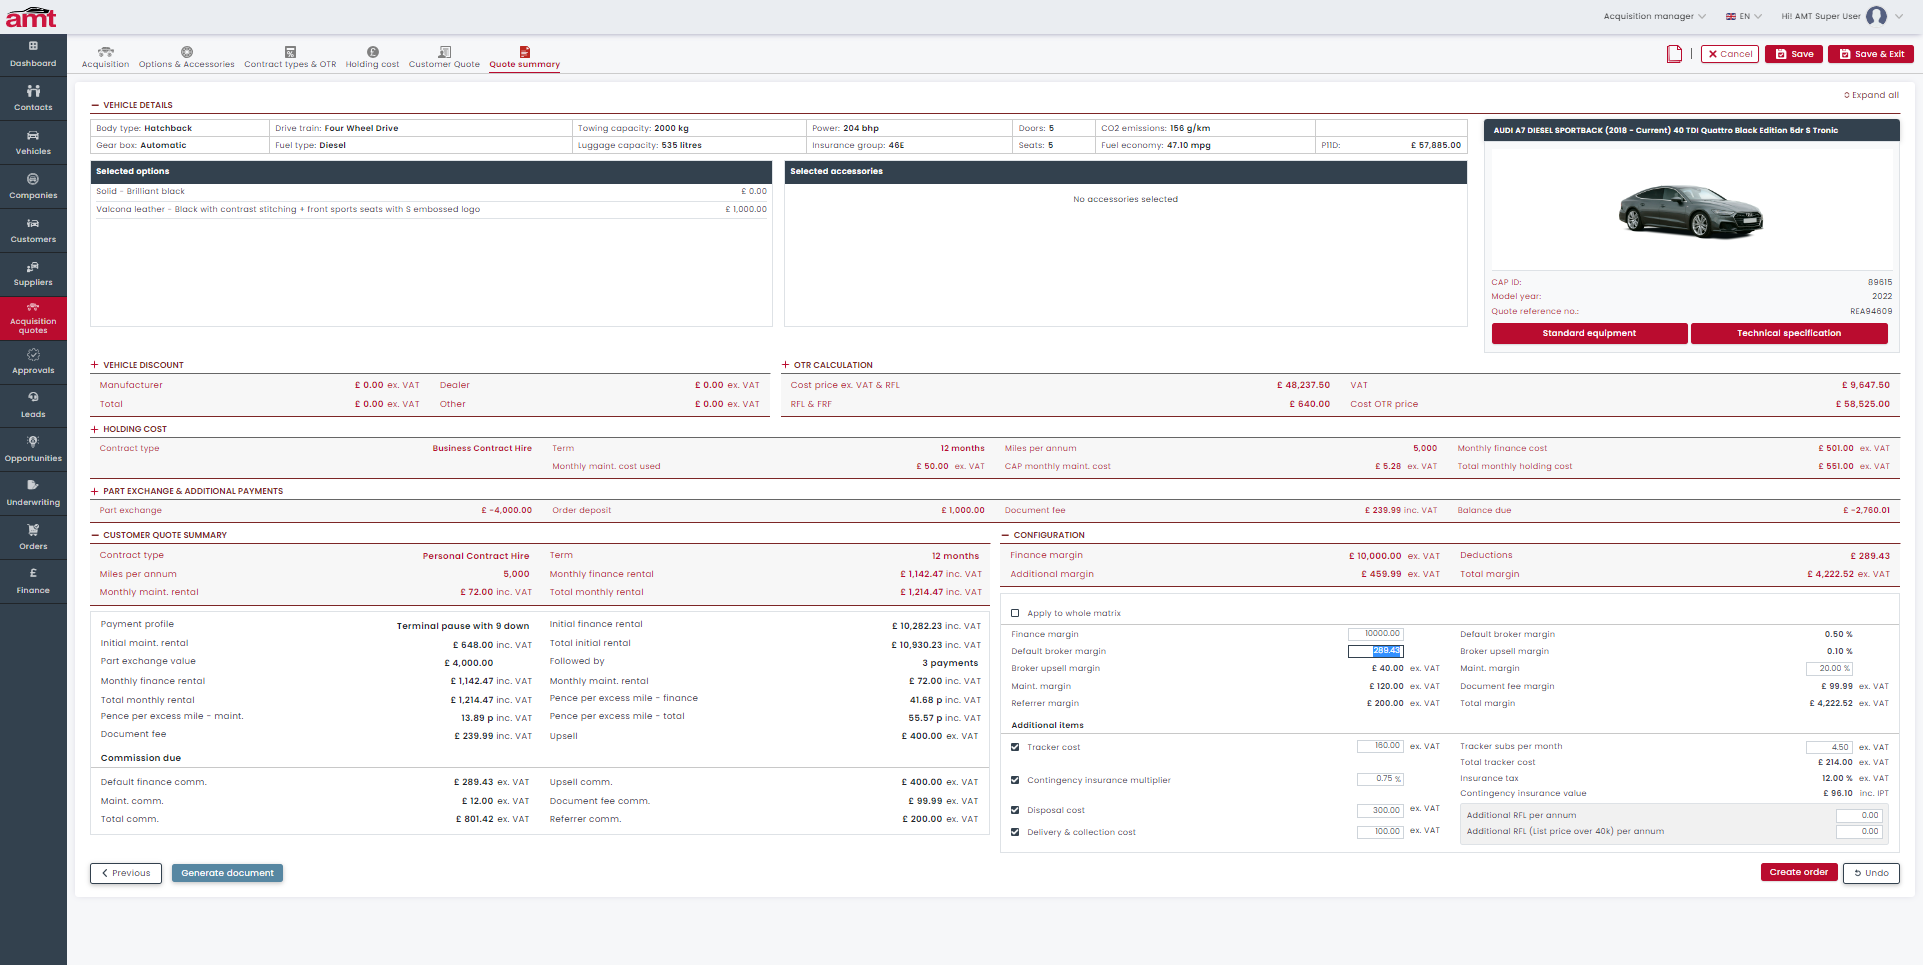 amt
Acquisition manager
EN
Hi! AMT Super User
Dashboard
Contacts
Vehicles
Companies
Customers
Suppliers
Acquisition quotes
Approvals
Leads
Opportunities
Underwriting
Orders
Finance
Acquisition
Options & Accessories
Contract types & OTR
Holding cost
Customer Quote
Quote summary
Cancel
Save
Save & Exit
Expand all
VEHICLE DETAILS
Body type: Hatchback Drive train: Four Wheel Drive Towing capacity: 2000 kg Power: 204 bhp Doors: 5 CO2 emissions: 156 g/km
Gear box: Automatic Fuel type: Diesel Luggage capacity: 535 litres Insurance group: 46E Seats: 5 Fuel economy: 47.10 mpg P11D: £ 57,885.00
Selected options
Solid - Brilliant black £ 0.00
Valcona leather - Black with contrast stitching + front sports seats with S embossed logo £ 1,000.00
Selected accessories
No accessories selected
AUDI A7 DIESEL SPORTBACK (2018 - Current) 40 TDI Quattro Black Edition 5dr S Tronic
CAP ID: 89615
Model year: 2022
Quote reference no.: REA94609
Standard equipment
Technical specification
VEHICLE DISCOUNT
Manufacturer £ 0.00 ex. VAT Dealer £ 0.00 ex. VAT
Total £ 0.00 ex. VAT Other £ 0.00 ex. VAT
OTR CALCULATION
Cost price ex. VAT & RFL £ 48,237.50 VAT £ 9,647.50
RFL & FRF £ 640.00 Cost OTR price £ 58,525.00
HOLDING COST
Contract type Business Contract Hire Term 12 months Miles per annum 5,000 Monthly finance cost £ 501.00 ex. VAT
Monthly maint. cost used £ 50.00 ex. VAT CAP monthly maint. cost £ 5.28 ex. VAT Total monthly holding cost £ 551.00 ex. VAT
PART EXCHANGE & ADDITIONAL PAYMENTS
Part exchange £ -4,000.00 Order deposit £ 1,000.00 Document fee £ 239.99 inc. VAT Balance due £ -2,760.01
CUSTOMER QUOTE SUMMARY
Contract type Personal Contract Hire Term 12 months
Miles per annum 5,000 Monthly finance rental £ 1,142.47 inc. VAT
Monthly maint. rental £ 72.00 inc. VAT Total monthly rental £ 1,214.47 inc. VAT
Payment profile Terminal pause with 9 down Initial finance rental £ 10,282.23 inc. VAT
Initial maint. rental £ 648.00 inc. VAT Total initial rental £ 10,930.23 inc. VAT
Part exchange value £ 4,000.00 Followed by 3 payments
Monthly finance rental £ 1,142.47 inc. VAT Monthly maint. rental £ 72.00 inc. VAT
Total monthly rental £ 1,214.47 inc. VAT Pence per excess mile - finance 41.68 p inc. VAT
Pence per excess mile - maint. 13.89 p inc. VAT Pence per excess mile - total 55.57 p inc. VAT
Document fee £ 239.99 inc. VAT Upsell £ 400.00 ex. VAT
Commission due
Default finance comm. £ 289.43 ex. VAT Upsell comm. £ 400.00 ex. VAT
Maint. comm. £ 12.00 ex. VAT Document fee comm. £ 99.99 ex. VAT
Total comm. £ 801.42 ex. VAT Referrer comm. £ 200.00 ex. VAT
CONFIGURATION
Finance margin £ 10,000.00 ex. VAT Deductions £ 289.43
Additional margin £ 459.99 ex. VAT Total margin £ 4,222.52 ex. VAT
Apply to whole matrix
Finance margin 10000.00 Default broker margin 0.50 %
Default broker margin 289.43 Broker upsell margin 0.10 %
Broker upsell margin £ 40.00 ex. VAT Maint. margin 20.00 %
Maint. margin £ 120.00 ex. VAT Document fee margin £ 99.99 ex. VAT
Referrer margin £ 200.00 ex. VAT Total margin £ 4,222.52 ex. VAT
Additional items
Tracker cost 160.00 ex. VAT Tracker subs per month 4.50 ex. VAT
Total tracker cost £ 214.00 ex. VAT
Contingency insurance multiplier 0.75 % Insurance tax 12.00 % ex. VAT
Contingency insurance value £ 96.10 inc. IPT
Disposal cost 300.00 ex. VAT Additional RFL per annum 0.00
Delivery & collection cost 100.00 ex. VAT Additional RFL (List price over 40k) per annum 0.00
Previous
Generate document
Create order
Undo